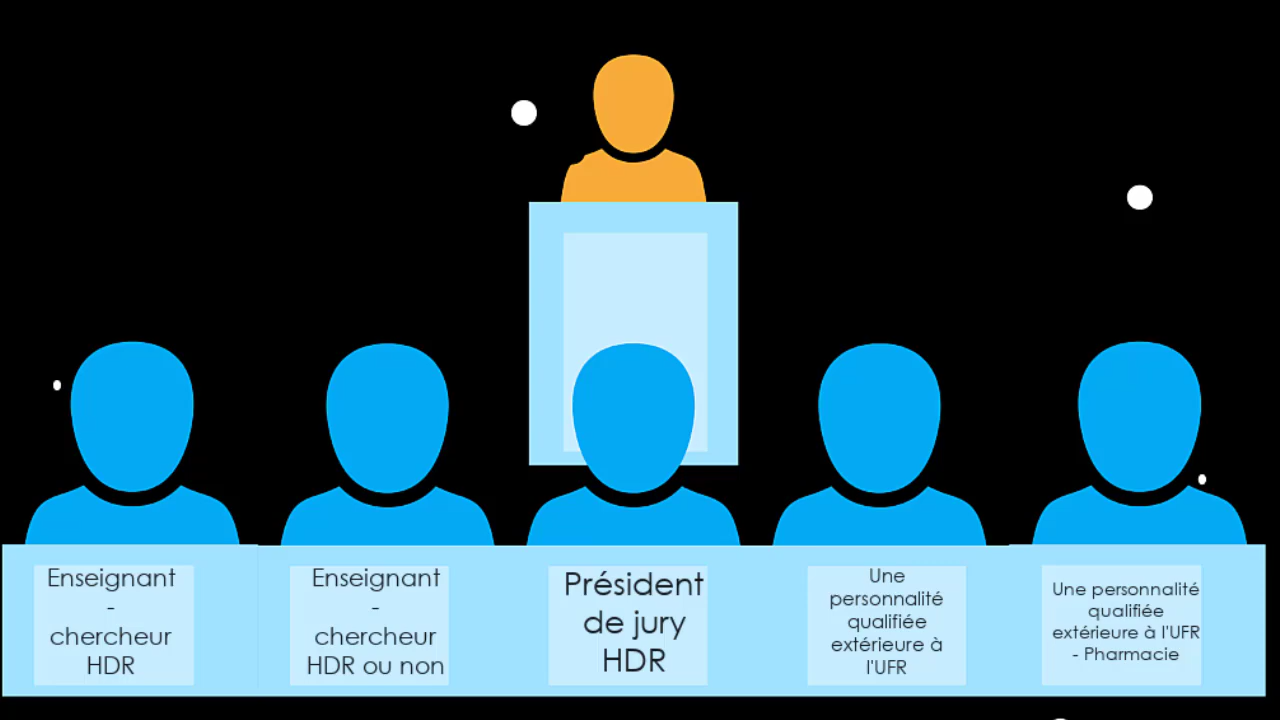 Enseignant
-
chercheur
HDR
Enseignant
-
chercheur
HDR ou non
Président
de jury
HDR
Une
personnalité
qualifiée
extérieure à
l'UFR
Une personnalité
qualifiée
extérieure à l'UFR
- Pharmacie